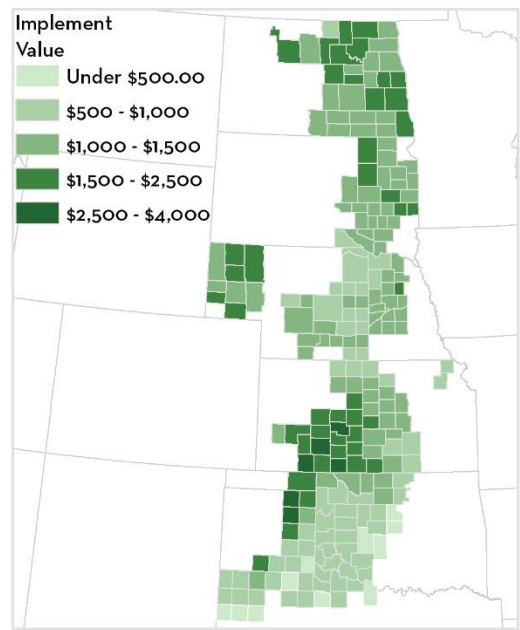 Implement
Value
Under $500.00
$500 - $1,000
$1,000 - $1,500
$1,500 - $2,500
$2,500 - $4,000